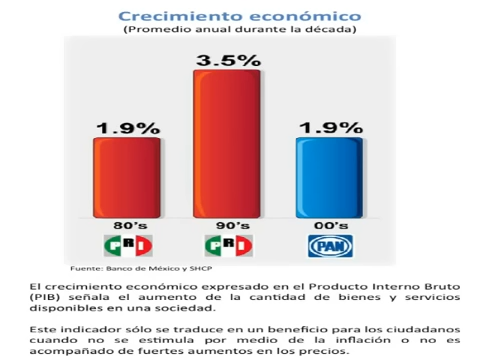 Crecimiento económico
(Promedio anual durante la década)
3.5%
1.9%
1.9%
80's
90's
00's
PRI
PRI
PAN
Fuente: Banco de México y SHCP
El crecimiento económico expresado en el Producto Interno Bruto
(PIB) señala el aumento de la cantidad de bienes y servicios
disponibles en una sociedad.
Este indicador sólo se traduce en un beneficio para los ciudadanos
cuando no se estimula por medio de la inflación o no es
acompañado de fuertes aumentos en los precios.